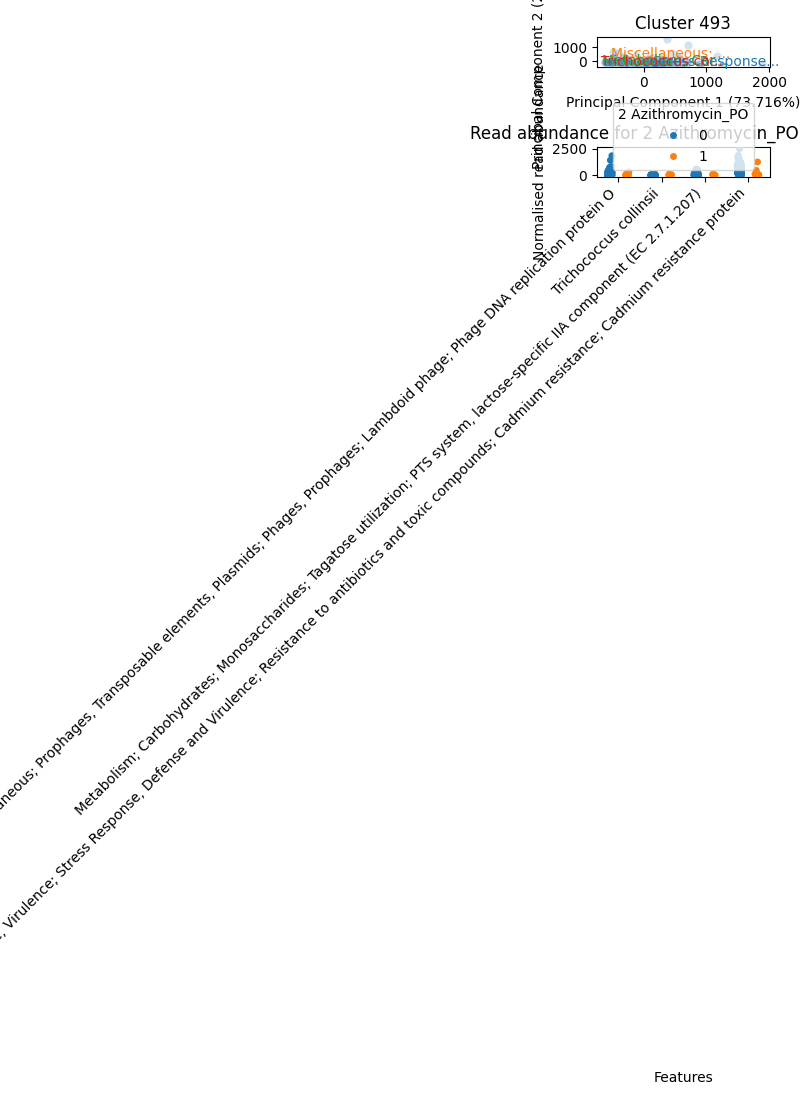 Cluster 493
Principal Component 2 (
1000
0
Miscellaneous:
Response...
0
1000
2000
Principal Component 1 (73.716%)
2 Azithromycin_PO
0
1
Read abundance for 2 Azithromycin_PO
Normalised read abundance
2500
0
aneous; Prophages, Transposable elements, Plasmids; Phages, Prophages; Lambdoid phage; Phage DNA replication protein O
Trichococcus collinsii
Metabolism; Carbohydrates; Monosaccharides; Tagatose utilization; PTS system, lactose-specific IIA component (EC 2.7.1.207)
, Virulence; Stress Response, Defense and Virulence; Resistance to antibiotics and toxic compounds; Cadmium resistance; Cadmium resistance protein
Features